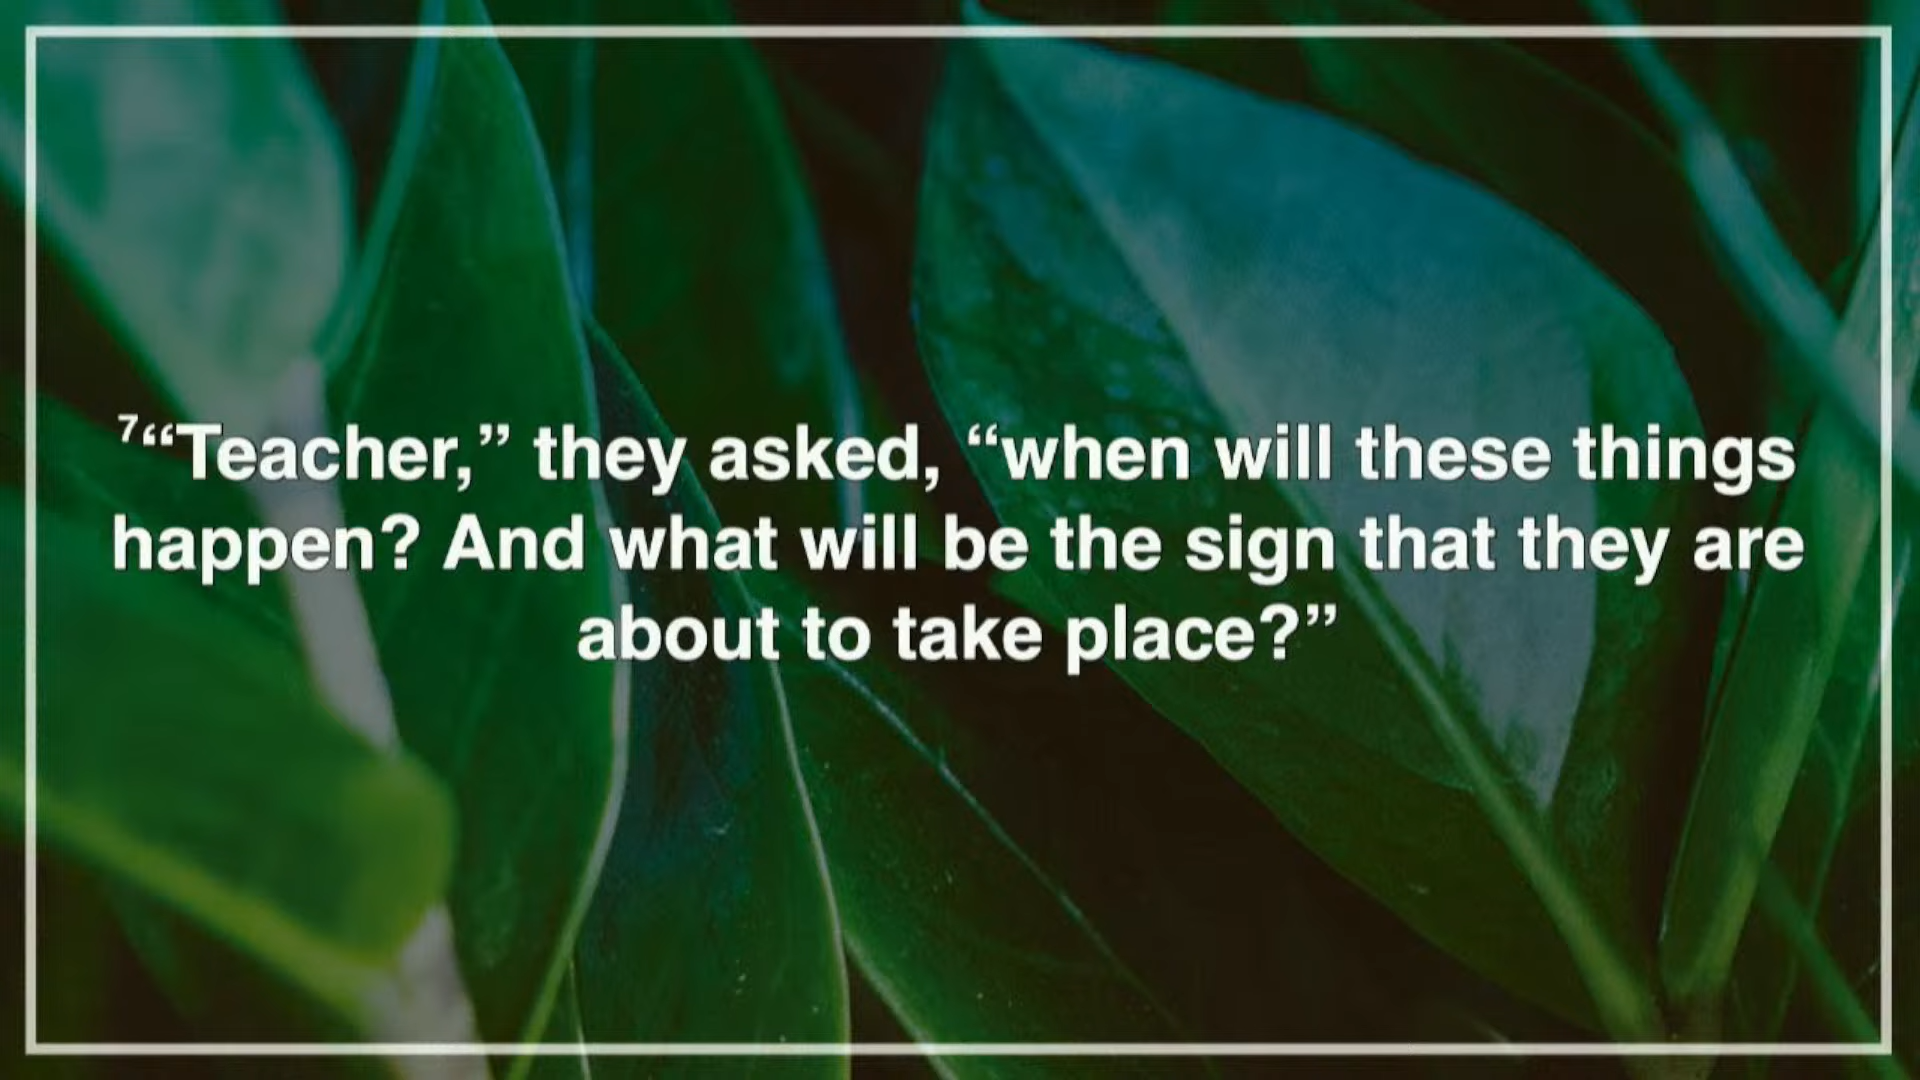 ⁷“Teacher,” they asked, “when will these things
happen? And what will be the sign that they are
about to take place?”